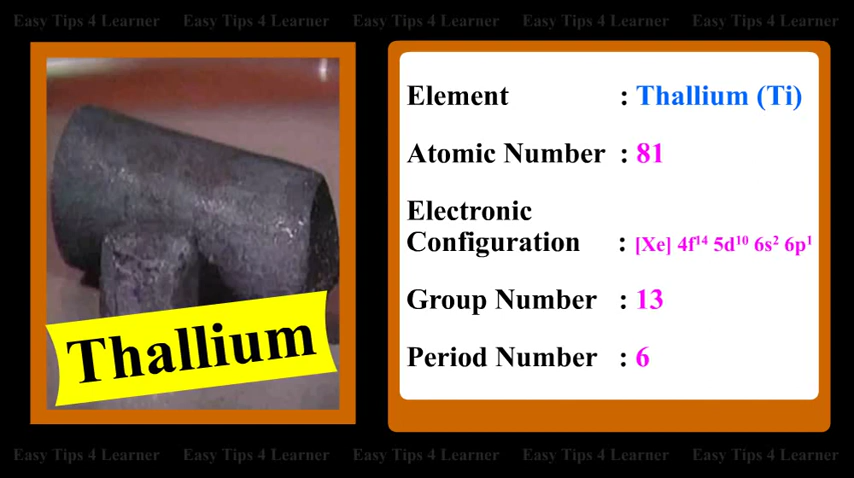 Easy Tips 4 Learner Easy Tips 4 Learner Easy Tips 4 Learner Easy Tips 4 Learner Easy Tips 4 Learner
Thallium
Element : Thallium (Ti)
Atomic Number : 81
Electronic
Configuration : [Xe] 4f¹⁴ 5d¹⁰ 6s² 6p¹
Group Number : 13
Period Number : 6
Easy Tips 4 Learner Easy Tips 4 Learner Easy Tips 4 Learner Easy Tips 4 Learner Easy Tips 4 Learner